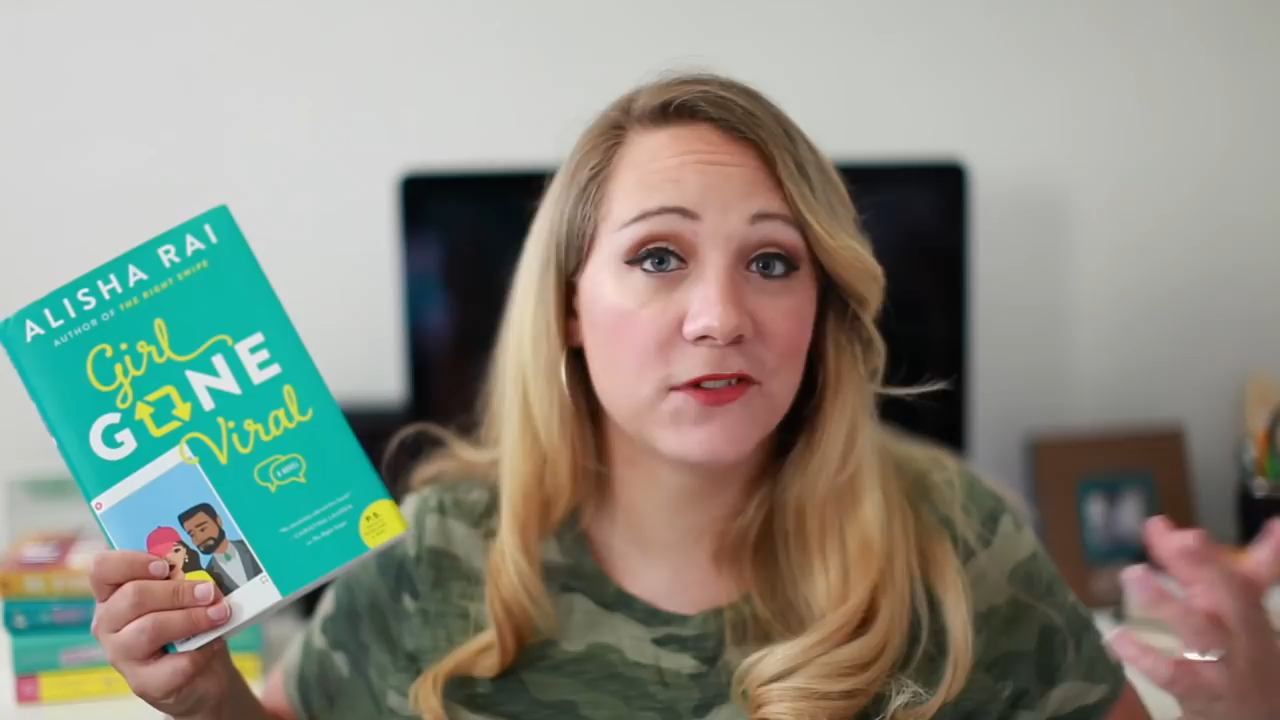 ALISHA RAI
AUTHOR OF THE RIGHT SWIPE
Girl
GONE
Viral
A NOVEL
P.S.